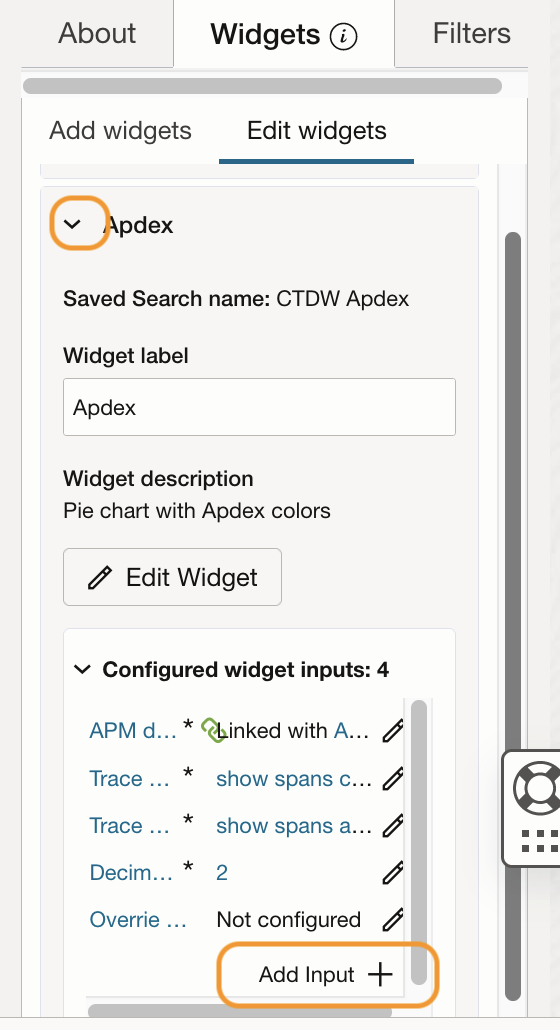 About
Widgets i
Filters
Add widgets
Edit widgets
Apdex
Saved Search name: CTDW Apdex
Widget label
Apdex
Widget description
Pie chart with Apdex colors
Edit Widget
Configured widget inputs: 4
APM d... * Linked with A...
Trace ... * show spans c...
Trace ... * show spans a...
Decim... * 2
Overrie ... Not configured
Add Input +